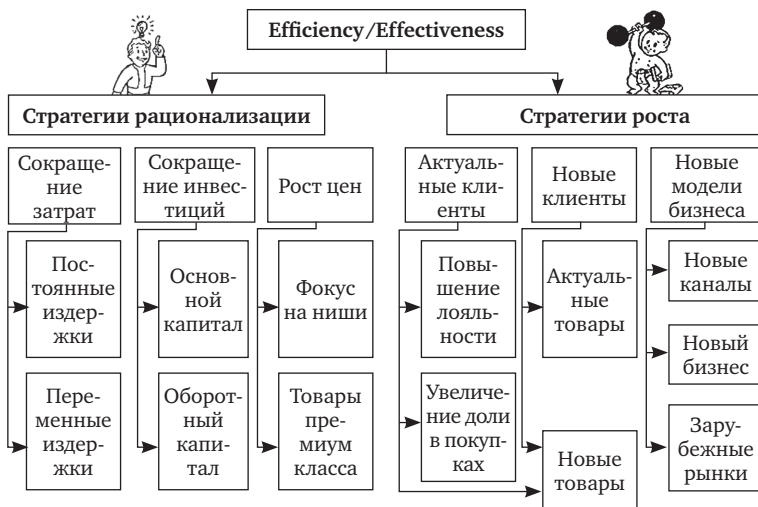 Efficiency/Effectiveness
Стратегии рационализации
Стратегии роста
Сокраще-
ние
затрат
Сокраще-
ние инвес-
тиций
Рост цен
Актуаль-
ные кли-
енты
Новые
клиенты
Новые
модели
бизнеса
Пос-
тоянные
издер-
жки
Основ-
ной
капитал
Фокус
на ниши
Повы-
шение
лояль-
ности
Актуаль-
ные
товары
Новые
каналы
Новый
бизнес
Пере-
менные
издер-
жки
Оборот-
ный
капи-
тал
Товары
пре-
миум
класса
Увеличе-
ние доли
в покуп-
ках
Новые
товары
Зару-
бежные
рынки